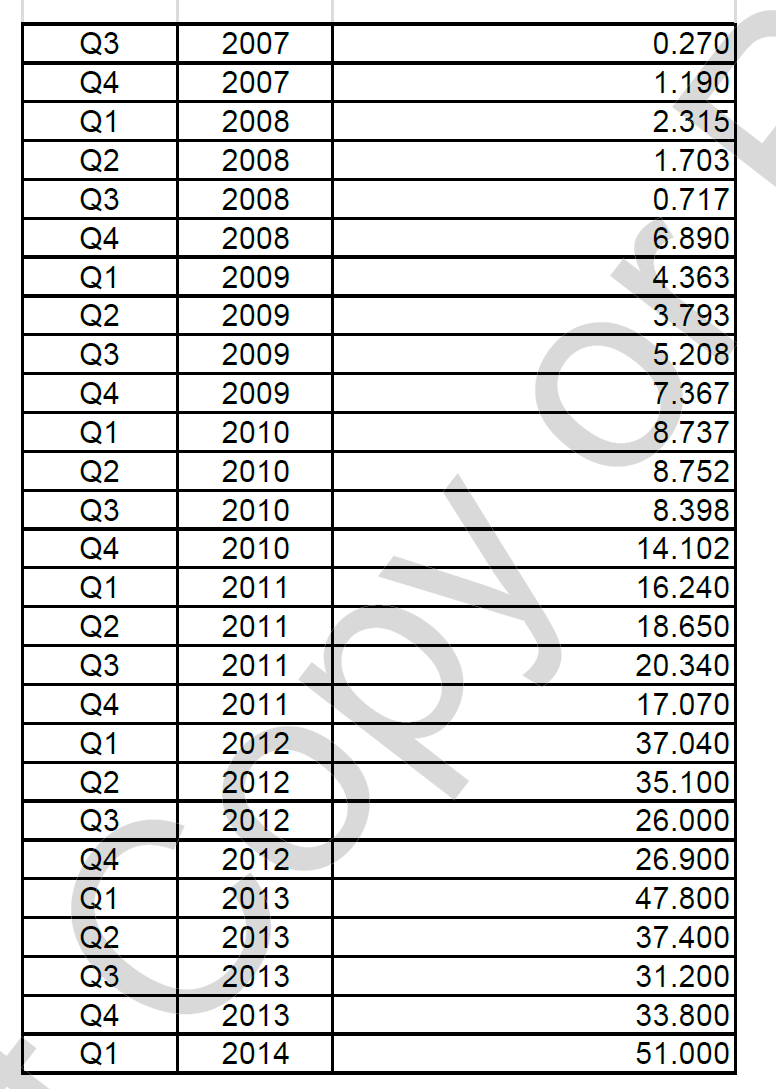 Q3 2007 0.270
Q4 2007 1.190
Q1 2008 2.315
Q2 2008 1.703
Q3 2008 0.717
Q4 2008 6.890
Q1 2009 4.363
Q2 2009 3.793
Q3 2009 5.208
Q4 2009 7.367
Q1 2010 8.737
Q2 2010 8.752
Q3 2010 8.398
Q4 2010 14.102
Q1 2011 16.240
Q2 2011 18.650
Q3 2011 20.340
Q4 2011 17.070
Q1 2012 37.040
Q2 2012 35.100
Q3 2012 26.000
Q4 2012 26.900
Q1 2013 47.800
Q2 2013 37.400
Q3 2013 31.200
Q4 2013 33.800
Q1 2014 51.000
Copy or